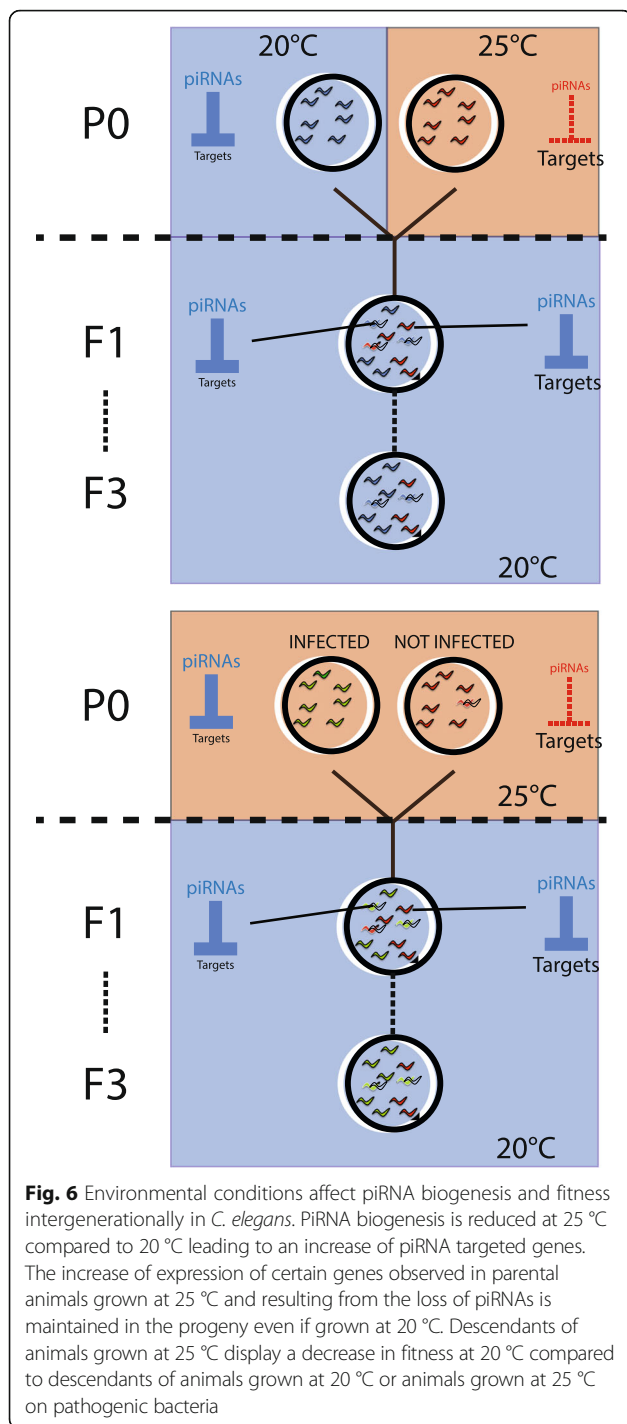 20°C
25°C
P0
piRNAs
Targets
piRNAs
Targets
F1
piRNAs
Targets
piRNAs
Targets
F3
20°C
INFECTED
NOT INFECTED
P0
piRNAs
Targets
piRNAs
Targets
25°C
F1
piRNAs
Targets
piRNAs
Targets
F3
20°C
Fig. 6 Environmental conditions affect piRNA biogenesis and fitness
intergenerationally in C. elegans. PiRNA biogenesis is reduced at 25 °C
compared to 20 °C leading to an increase of piRNA targeted genes.
The increase of expression of certain genes observed in parental
animals grown at 25 °C and resulting from the loss of piRNAs is
maintained in the progeny even if grown at 20 °C. Descendants of
animals grown at 25 °C display a decrease in fitness at 20 °C compared
to descendants of animals grown at 20 °C or animals grown at 25 °C
on pathogenic bacteria